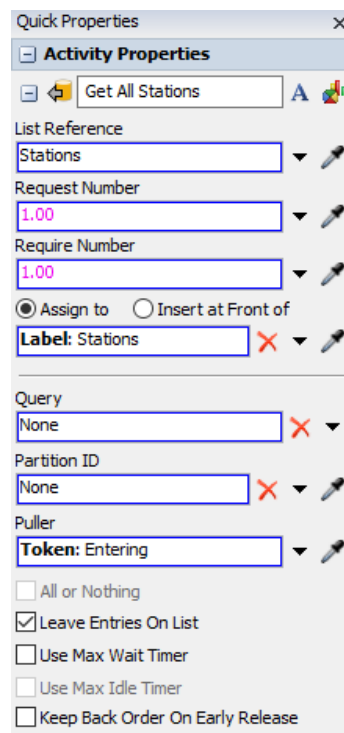 Quick Properties
Activity Properties
Get All Stations
List Reference
Stations
Request Number
1.00
Require Number
1.00
Assign to Insert at Front of
Label: Stations
Query
None
Partition ID
None
Puller
Token: Entering
All or Nothing
Leave Entries On List
Use Max Wait Timer
Use Max Idle Timer
Keep Back Order On Early Release